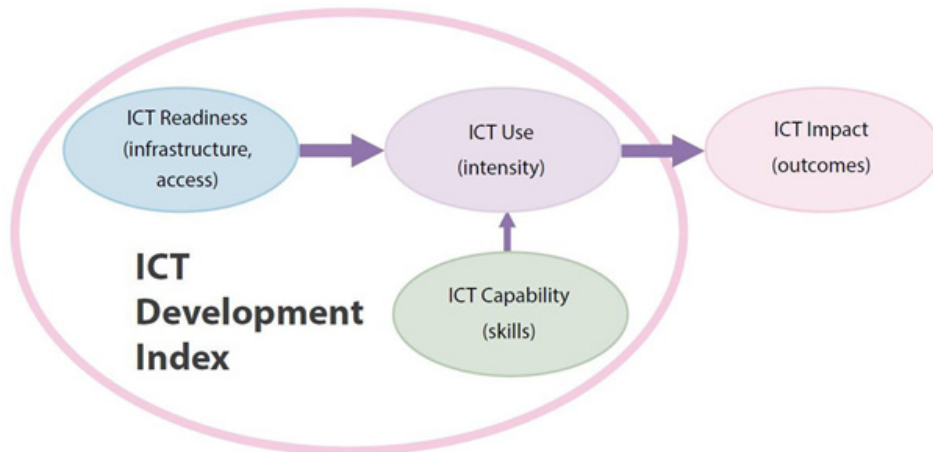 ICT Readiness
(infrastructure,
access)
ICT Use
(intensity)
ICT Impact
(outcomes)
ICT Capability
(skills)
ICT
Development
Index